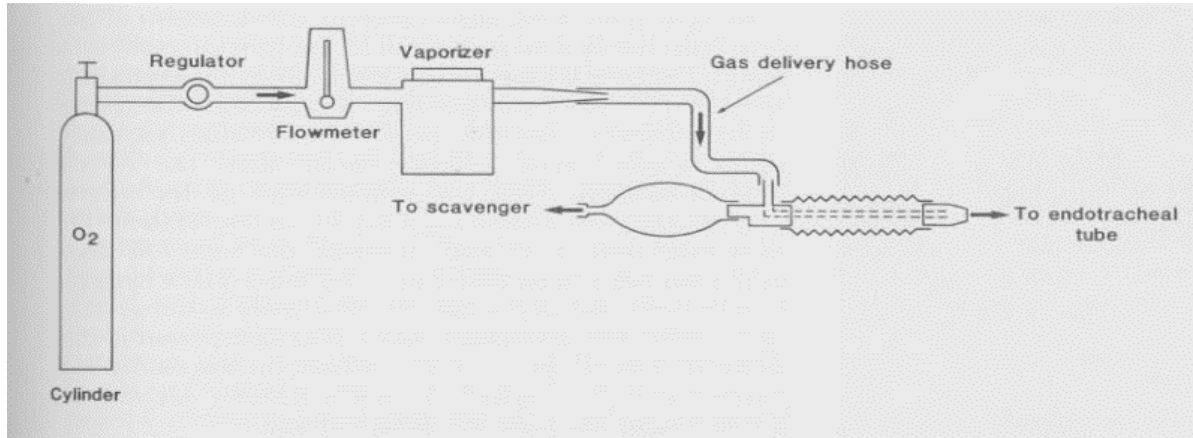 Regulator
Vaporizer
Gas delivery hose
Flowmeter
To scavenger
To endotracheal
tube
O2
Cylinder